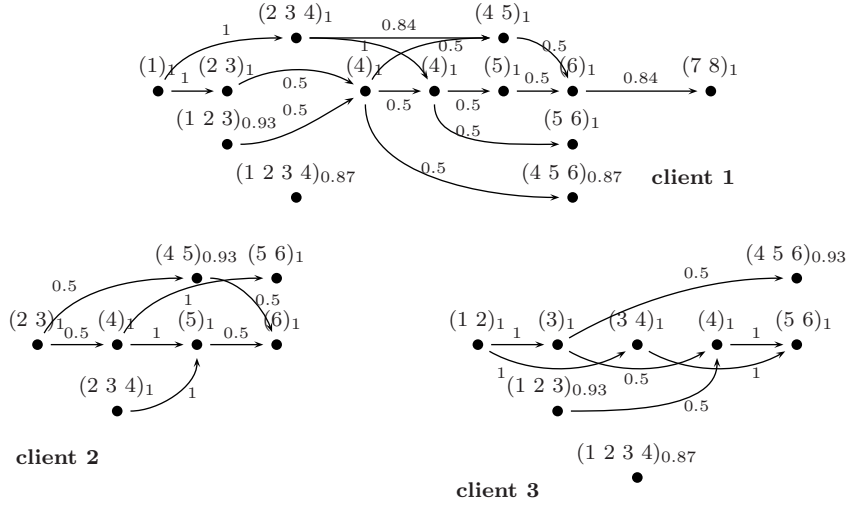 (2 3 4)₁ (4 5)₁
1 0.84 1 0.5 0.5
(1)₁ (2 3)₁ (4)₁ (4)₁ (5)₁ (6)₁ (7 8)₁
1 0.5 0.5 0.5 0.5 0.84
(1 2 3)₀.₉₃ 0.5 0.5 (5 6)₁
(1 2 3 4)₀.₈₇ 0.5 (4 5 6)₀.₈₇
client 1
(4 5)₀.₉₃ (5 6)₁
0.5 1 0.5
(2 3)₁ (4)₁ (5)₁ (6)₁
0.5 1 0.5
(2 3 4)₁ 1
client 2
(4 5 6)₀.₉₃
0.5
(1 2)₁ (3)₁ (3 4)₁ (4)₁ (5 6)₁
1 1
1 0.5 1
(1 2 3)₀.₉₃ 0.5
(1 2 3 4)₀.₈₇
client 3